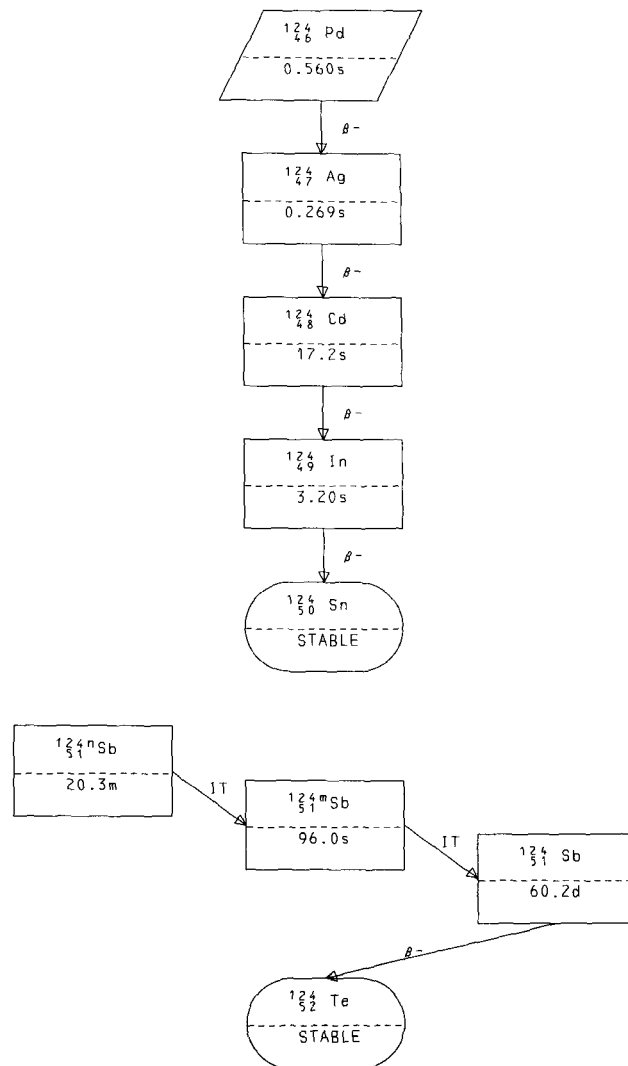 124 46 Pd
0.560s
β-
124 47 Ag
0.269s
β-
124 48 Cd
17.2s
β-
124 49 In
3.20s
β-
124 50 Sn
STABLE
124n 51 Sb
20.3m
IT
124m 51 Sb
96.0s
IT
124 51 Sb
60.2d
β-
124 52 Te
STABLE